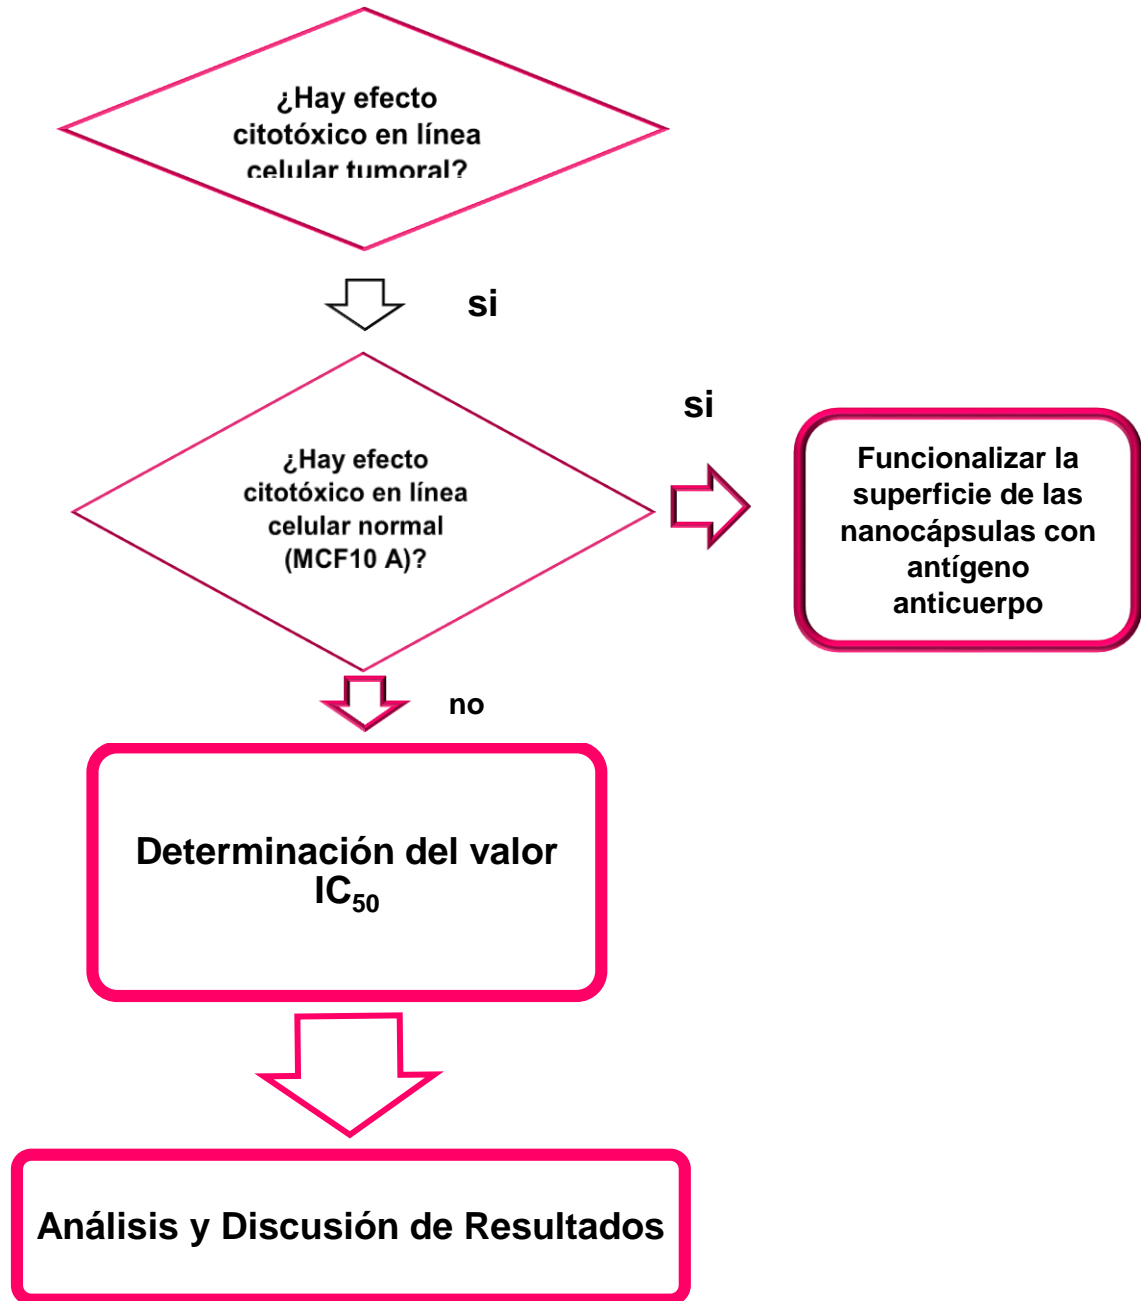 ¿Hay efecto
citotóxico en línea
celular tumoral?
si
¿Hay efecto
citotóxico en línea
celular normal
(MCF10 A)?
si
Funcionalizar la
superficie de las
nanocápsulas con
antígeno
anticuerpo
no
Determinación del valor
IC₅₀
Análisis y Discusión de Resultados